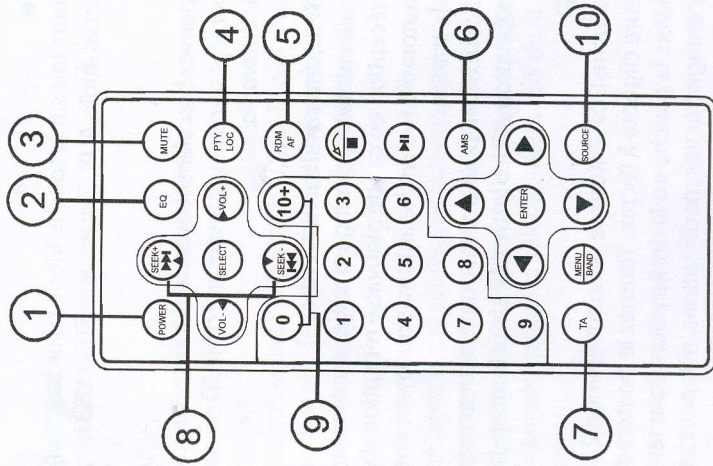 1
2
3
POWER
SEEK+
EQ
MUTE
4
VOL-
SELECT
VOL+
PTY
LOC
5
0
SEEK-
10+
RDM
AF
8
1
2
3
9
4
5
6
7
8
AMS
6
9
ENTER
TA
MENU
BAND
SOURCE
7
10